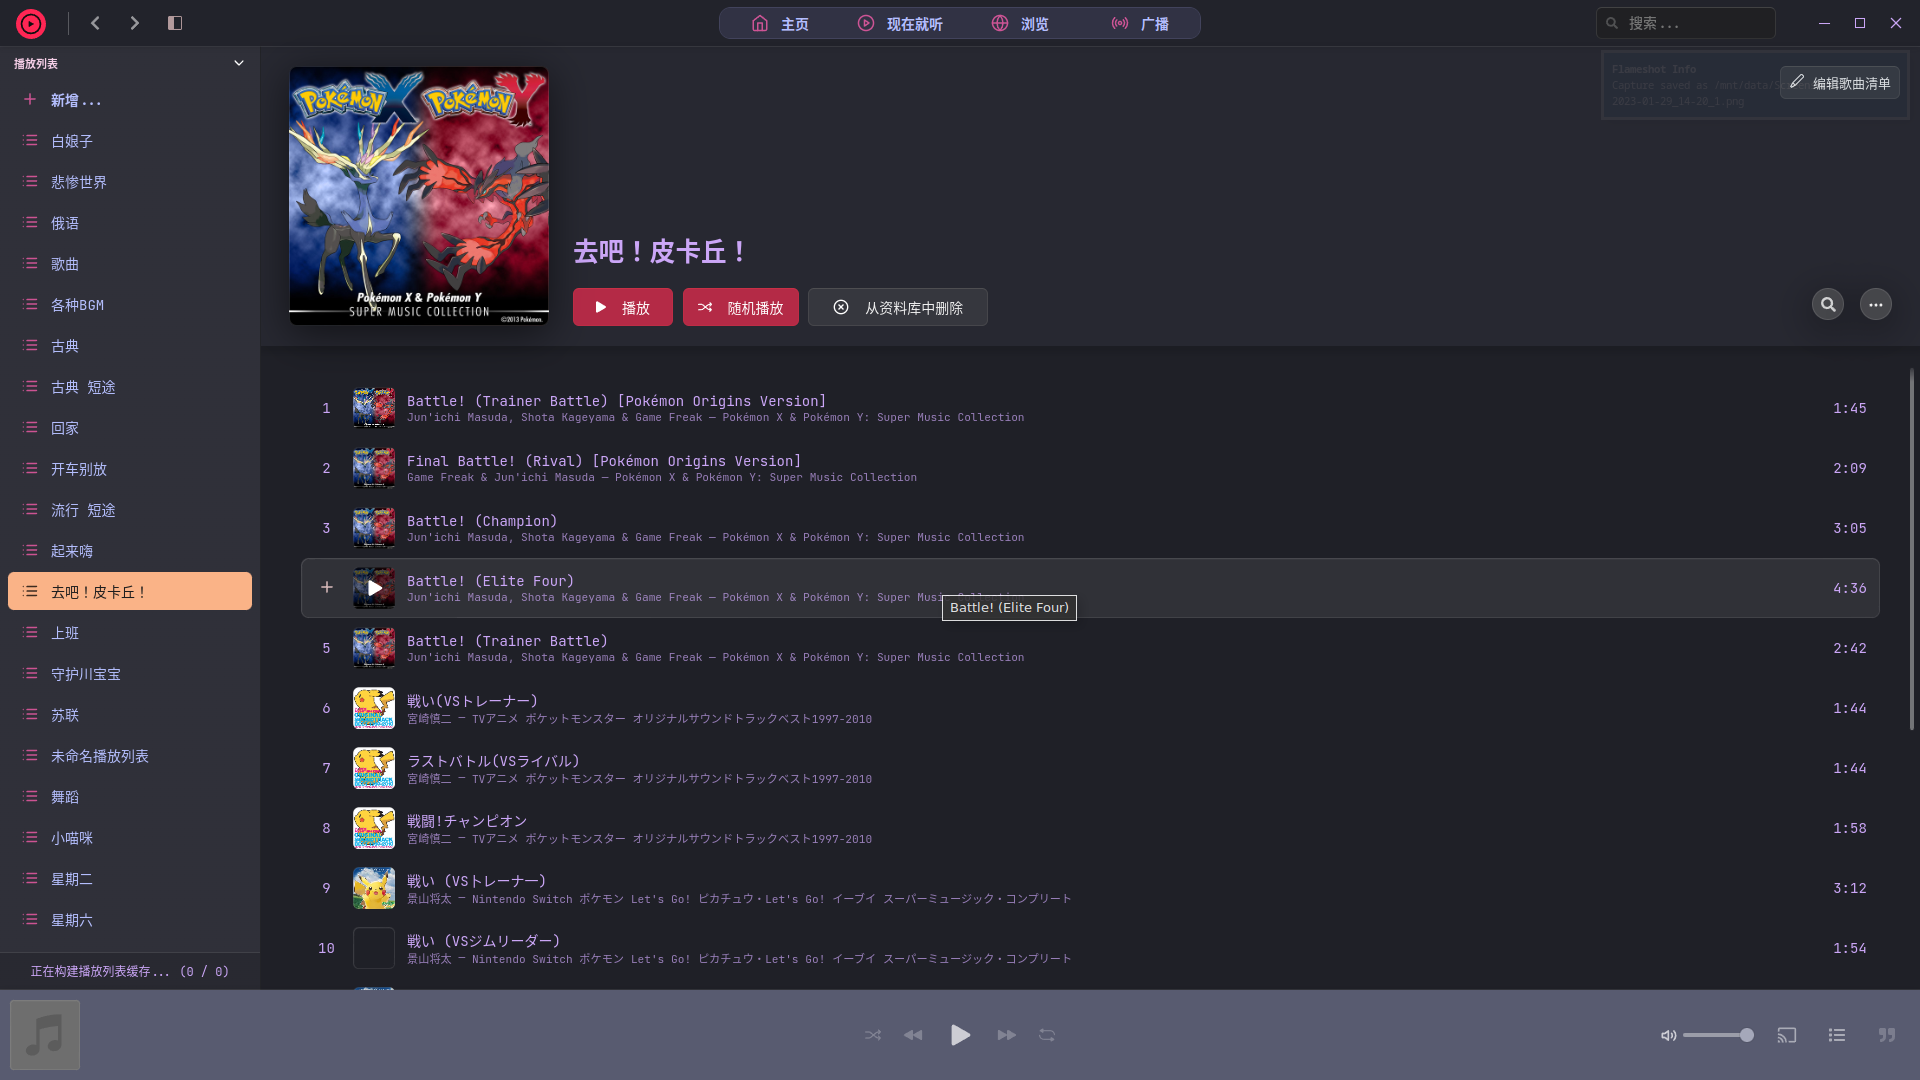 主页
现在就听
浏览
广播
搜索...
播放列表
新增...
白娘子
悲惨世界
俄语
歌曲
各种BGM
古典
古典 短途
回家
开车别放
流行 短途
起来嗨
去吧！皮卡丘！
上班
守护川宝宝
苏联
未命名播放列表
舞蹈
小喵咪
星期二
星期六
正在构建播放列表缓存... (0 / 0)
Flameshot Info
Capture saved as /mnt/data/
2023-01-29_14-20_1.png
编辑歌曲清单
Pokémon X Pokémon Y
Pokémon X & Pokémon Y
SUPER MUSIC COLLECTION
©2013 Pokémon.
去吧！皮卡丘！
播放
随机播放
从资料库中删除
1
Battle! (Trainer Battle) [Pokémon Origins Version]
1:45
Jun'ichi Masuda, Shota Kageyama & Game Freak — Pokémon X & Pokémon Y: Super Music Collection
2
Final Battle! (Rival) [Pokémon Origins Version]
2:09
Game Freak & Jun'ichi Masuda — Pokémon X & Pokémon Y: Super Music Collection
3
Battle! (Champion)
3:05
Jun'ichi Masuda, Shota Kageyama & Game Freak — Pokémon X & Pokémon Y: Super Music Collection
Battle! (Elite Four)
4:36
Jun'ichi Masuda, Shota Kageyama & Game Freak — Pokémon X & Pokémon Y: Super Mus
Battle! (Elite Four)
5
Battle! (Trainer Battle)
2:42
Jun'ichi Masuda, Shota Kageyama & Game Freak — Pokémon X & Pokémon Y: Super Music Collection
6
戦い(VSトレーナー)
1:44
宮崎慎二 — TVアニメ ポケットモンスター オリジナルサウンドトラックベスト1997-2010
7
ラストバトル(VSライバル)
1:44
宮崎慎二 — TVアニメ ポケットモンスター オリジナルサウンドトラックベスト1997-2010
8
戦闘!チャンピオン
1:58
宮崎慎二 — TVアニメ ポケットモンスター オリジナルサウンドトラックベスト1997-2010
9
戦い (VSトレーナー)
3:12
景山将太 — Nintendo Switch ポケモン Let's Go! ピカチュウ・Let's Go! イーブイ スーパーミュージック・コンプリート
10
戦い (VSジムリーダー)
1:54
景山将太 — Nintendo Switch ポケモン Let's Go! ピカチュウ・Let's Go! イーブイ スーパーミュージック・コンプリート